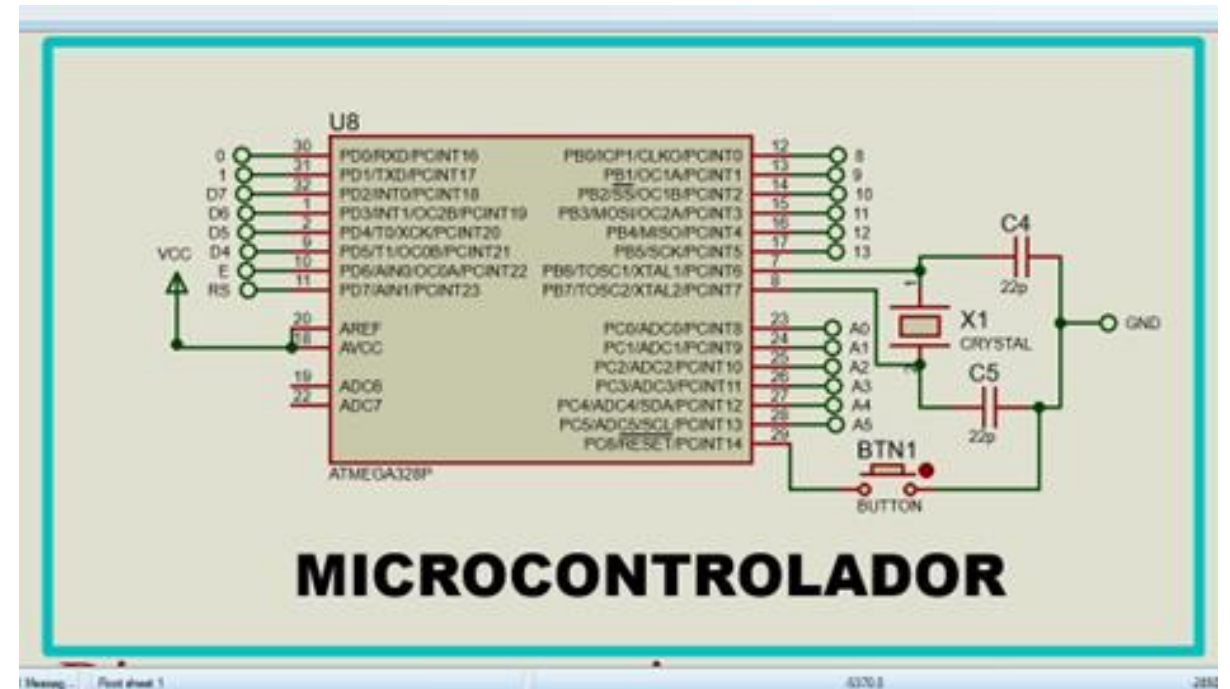 U8
0 30 PD0/RXD/PCINT16
1 31 PD1/TXD/PCINT17
D7 32 PD2/INT0/PCINT18
D6 1 PD3/INT1/OC2B/PCINT19
D5 2 PD4/T0/XCK/PCINT20
D4 9 PD5/T1/OC0B/PCINT21
E 10 PD6/AIN0/OC0A/PCINT22
RS 11 PD7/AIN1/PCINT23
VCC
20 AREF
18 AVCC
19 ADC6
22 ADC7
PB0/ICP1/CLKO/PCINT0 12 8
PB1/OC1A/PCINT1 13 9
PB2/SS/OC1B/PCINT2 14 10
PB3/MOSI/OC2A/PCINT3 15 11
PB4/MISO/PCINT4 16 12
PB5/SCK/PCINT5 17 13
PB6/TOSC1/XTAL1/PCINT6 7
PB7/TOSC2/XTAL2/PCINT7 8
PC0/ADC0/PCINT8 23 A0
PC1/ADC1/PCINT9 24 A1
PC2/ADC2/PCINT10 25 A2
PC3/ADC3/PCINT11 26 A3
PC4/ADC4/SDA/PCINT12 27 A4
PC5/ADC5/SCL/PCINT13 28 A5
PC6/RESET/PCINT14 29
ATMEGA328P
C4
22p
1
X1
CRYSTAL
2
GND
C5
22p
BTN1
BUTTON
MICROCONTROLADOR
Root sheet 1